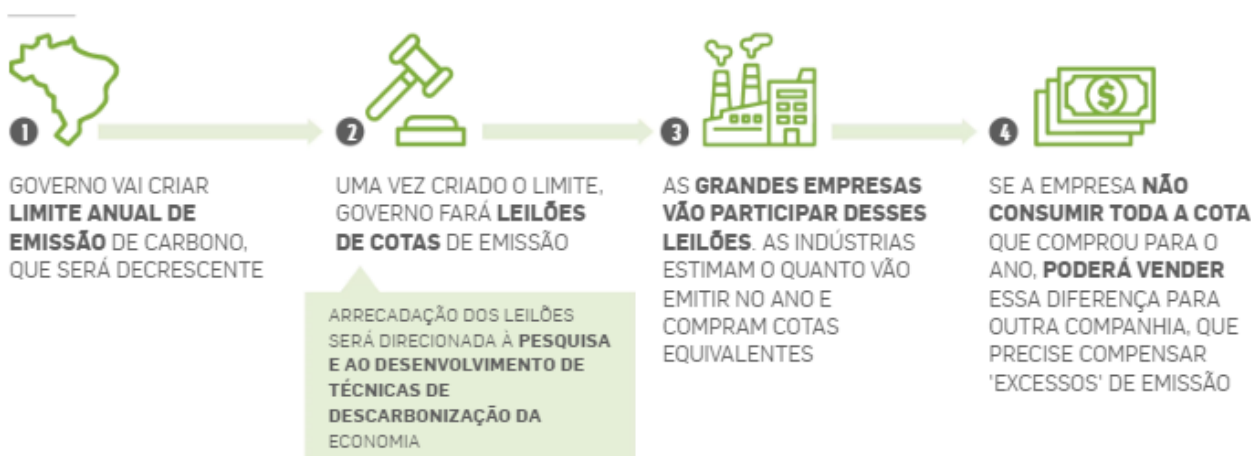 1
GOVERNO VAI CRIAR
LIMITE ANUAL DE
EMISSÃO DE CARBONO,
QUE SERÁ DECRESCENTE
2
UMA VEZ CRIADO O LIMITE,
GOVERNO FARÁ LEILÕES
DE COTAS DE EMISSÃO
ARRECADAÇÃO DOS LEILÕES
SERÁ DIRECIONADA À PESQUISA
E AO DESENVOLVIMENTO DE
TÉCNICAS DE
DESCARBONIZAÇÃO DA
ECONOMIA
3
AS GRANDES EMPRESAS
VÃO PARTICIPAR DESSES
LEILÕES. AS INDÚSTRIAS
ESTIMAM O QUANTO VÃO
EMITIR NO ANO E
COMPRAM COTAS
EQUIVALENTES
4
$
SE A EMPRESA NÃO
CONSUMIR TODA A COTA
QUE COMPROU PARA O
ANO, PODERÁ VENDER
ESSA DIFERENÇA PARA
OUTRA COMPANHIA, QUE
PRECISE COMPENSAR
'EXCESSOS' DE EMISSÃO